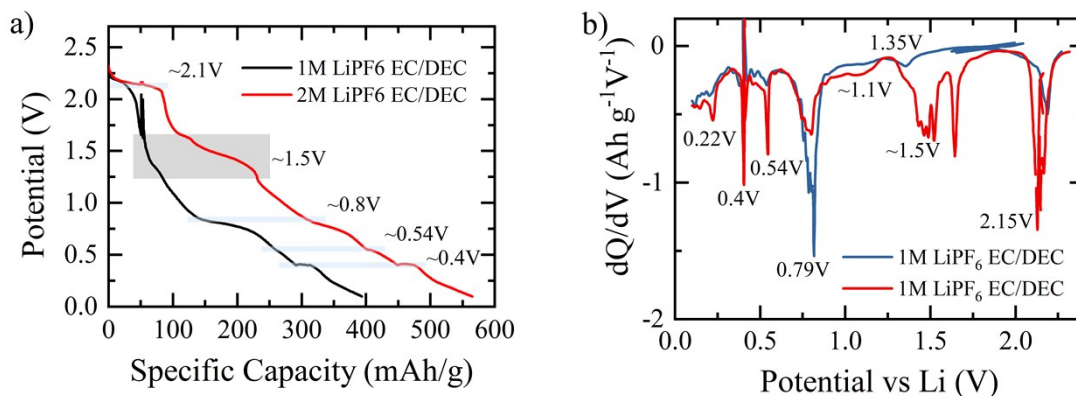 a)
2.5
2.0
1.5
1.0
0.5
0.0
Potential (V)
~2.1V
1M LiPF6 EC/DEC
2M LiPF6 EC/DEC
~1.5V
~0.8V
~0.54V
~0.4V
0 100 200 300 400 500 600
Specific Capacity (mAh/g)
b)
0
-1
-2
dQ/dV (Ah g⁻¹V⁻¹)
1.35V
~1.1V
0.22V
0.54V
~1.5V
0.4V
0.79V
2.15V
1M LiPF₆ EC/DEC
1M LiPF₆ EC/DEC
0.0 0.5 1.0 1.5 2.0
Potential vs Li (V)